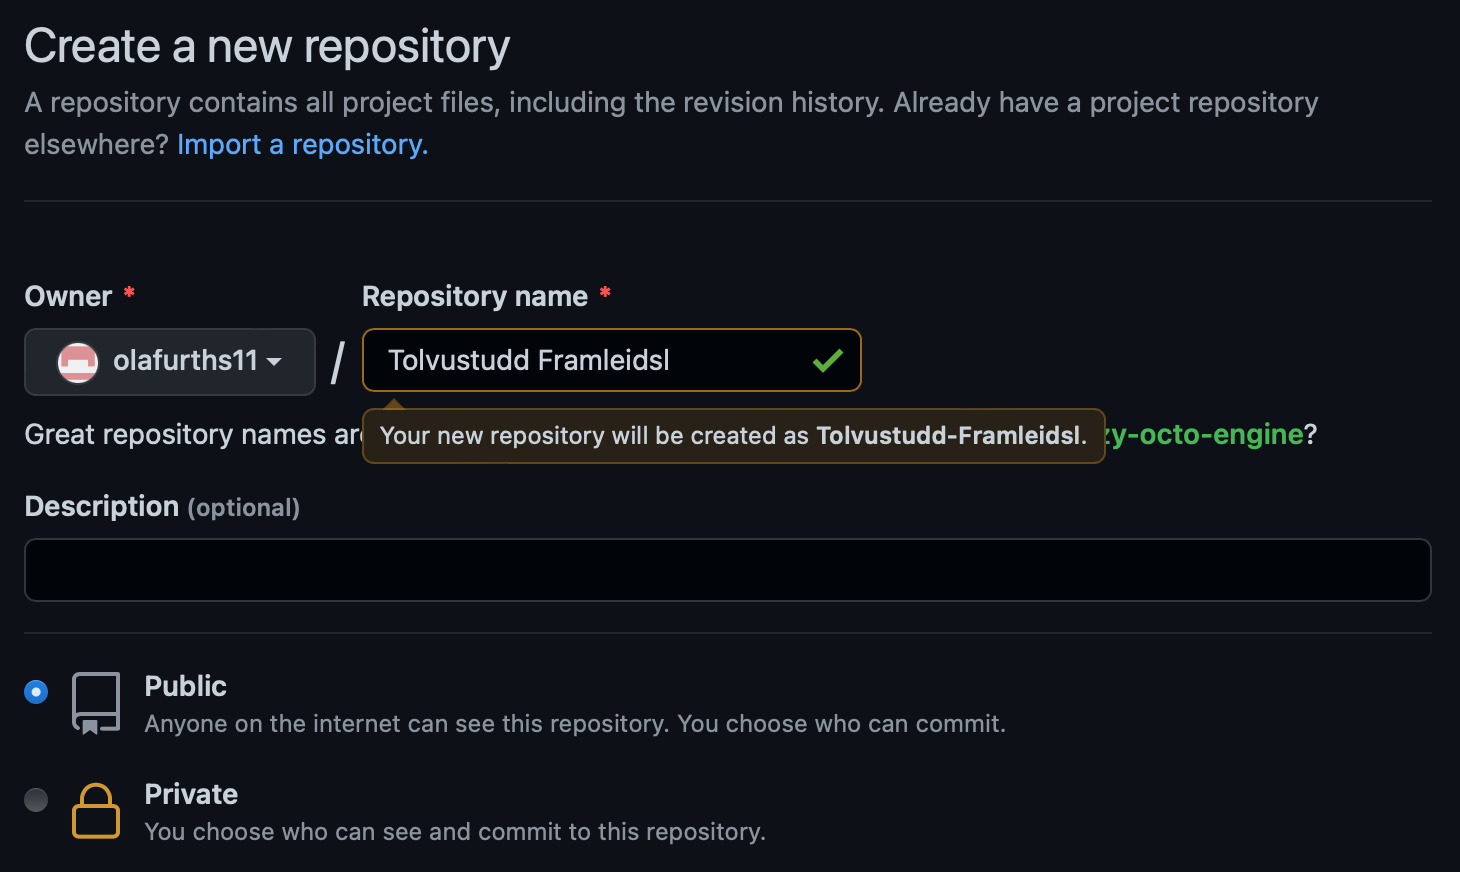 Create a new repository
A repository contains all project files, including the revision history. Already have a project repository
elsewhere? Import a repository.
Owner *
Repository name *
olafurths11 / Tolvustudd Framleidsl
Great repository names are
Your new repository will be created as Tolvustudd-Framleidsl.
zy-octo-engine?
Description (optional)
Public
Anyone on the internet can see this repository. You choose who can commit.
Private
You choose who can see and commit to this repository.